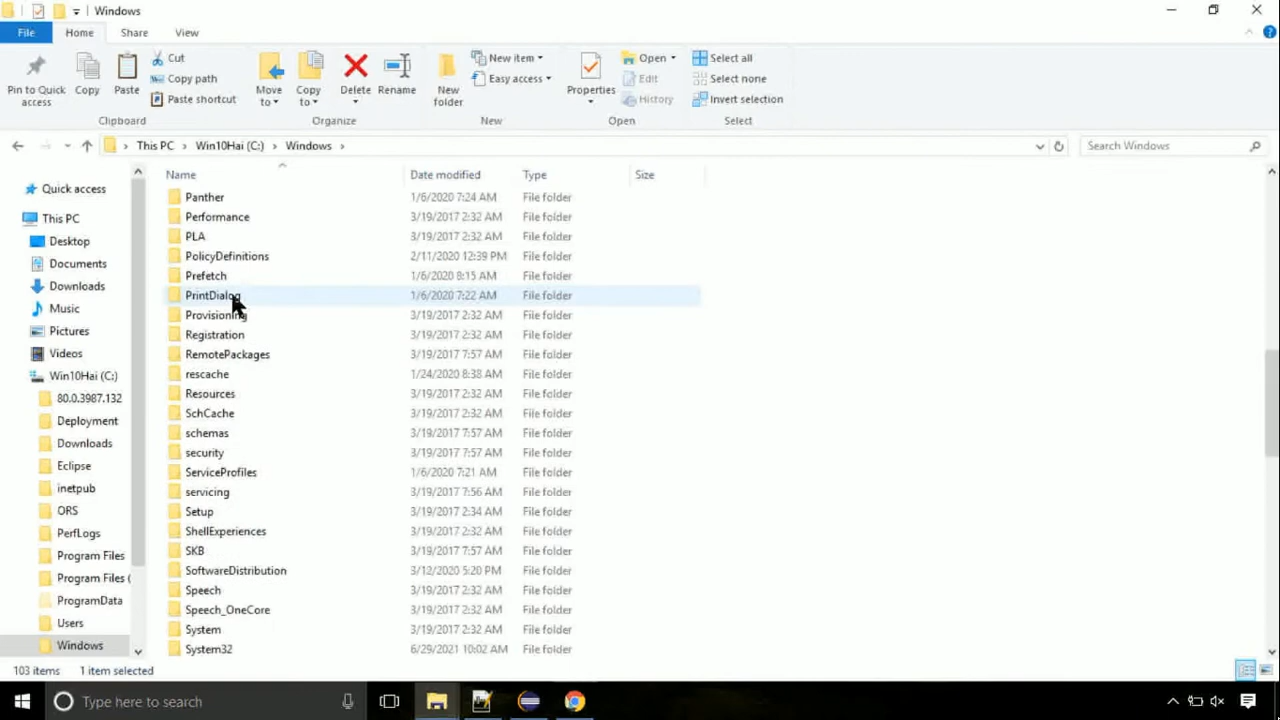 Windows
File Home Share View
Pin to Quick access
Copy
Paste
Cut
Copy path
Paste shortcut
Clipboard
Move to
Copy to
Delete
Rename
Organize
New folder
New item
Easy access
New
Properties
Open
Edit
History
Open
Select all
Select none
Invert selection
Select
This PC > Win10Hai (C:) > Windows >
Search Windows
Quick access
This PC
Desktop
Documents
Downloads
Music
Pictures
Videos
Win10Hai (C:)
80.0.3987.132
Deployment
Downloads
Eclipse
inetpub
ORS
PerfLogs
Program Files
Program Files (
ProgramData
Users
Windows
Name Date modified Type Size
Panther 1/6/2020 7:24 AM File folder
Performance 3/19/2017 2:32 AM File folder
PLA 3/19/2017 2:32 AM File folder
PolicyDefinitions 2/11/2020 12:39 PM File folder
Prefetch 1/6/2020 8:15 AM File folder
PrintDialog 1/6/2020 7:22 AM File folder
Provisioning 3/19/2017 2:32 AM File folder
Registration 3/19/2017 2:32 AM File folder
RemotePackages 3/19/2017 7:57 AM File folder
rescache 1/24/2020 8:38 AM File folder
Resources 3/19/2017 2:32 AM File folder
SchCache 3/19/2017 2:32 AM File folder
schemas 3/19/2017 7:57 AM File folder
security 3/19/2017 7:57 AM File folder
ServiceProfiles 1/6/2020 7:21 AM File folder
servicing 3/19/2017 7:56 AM File folder
Setup 3/19/2017 2:34 AM File folder
ShellExperiences 3/19/2017 2:32 AM File folder
SKB 3/19/2017 7:57 AM File folder
SoftwareDistribution 3/12/2020 5:20 PM File folder
Speech 3/19/2017 2:32 AM File folder
Speech_OneCore 3/19/2017 2:32 AM File folder
System 3/19/2017 2:32 AM File folder
System32 6/29/2021 10:02 AM File folder
103 items 1 item selected
Type here to search